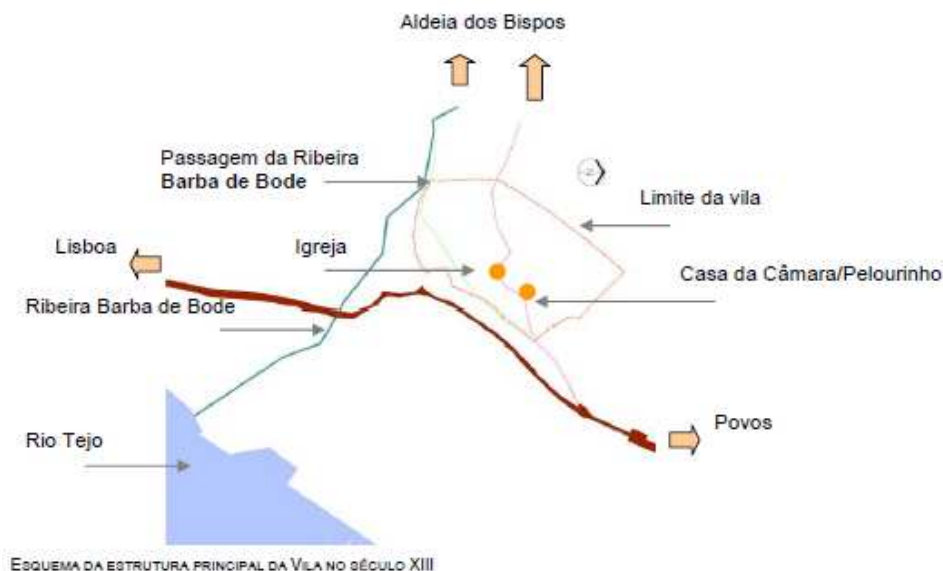 Aldeia dos Bispos
Passagem da Ribeira
Barba de Bode
Limite da vila
Igreja
Lisboa
Casa da Câmara/Pelourinho
Ribeira Barba de Bode
Povos
Rio Tejo
ESQUEMA DA ESTRUTURA PRINCIPAL DA VILA NO SÉCULO XIII